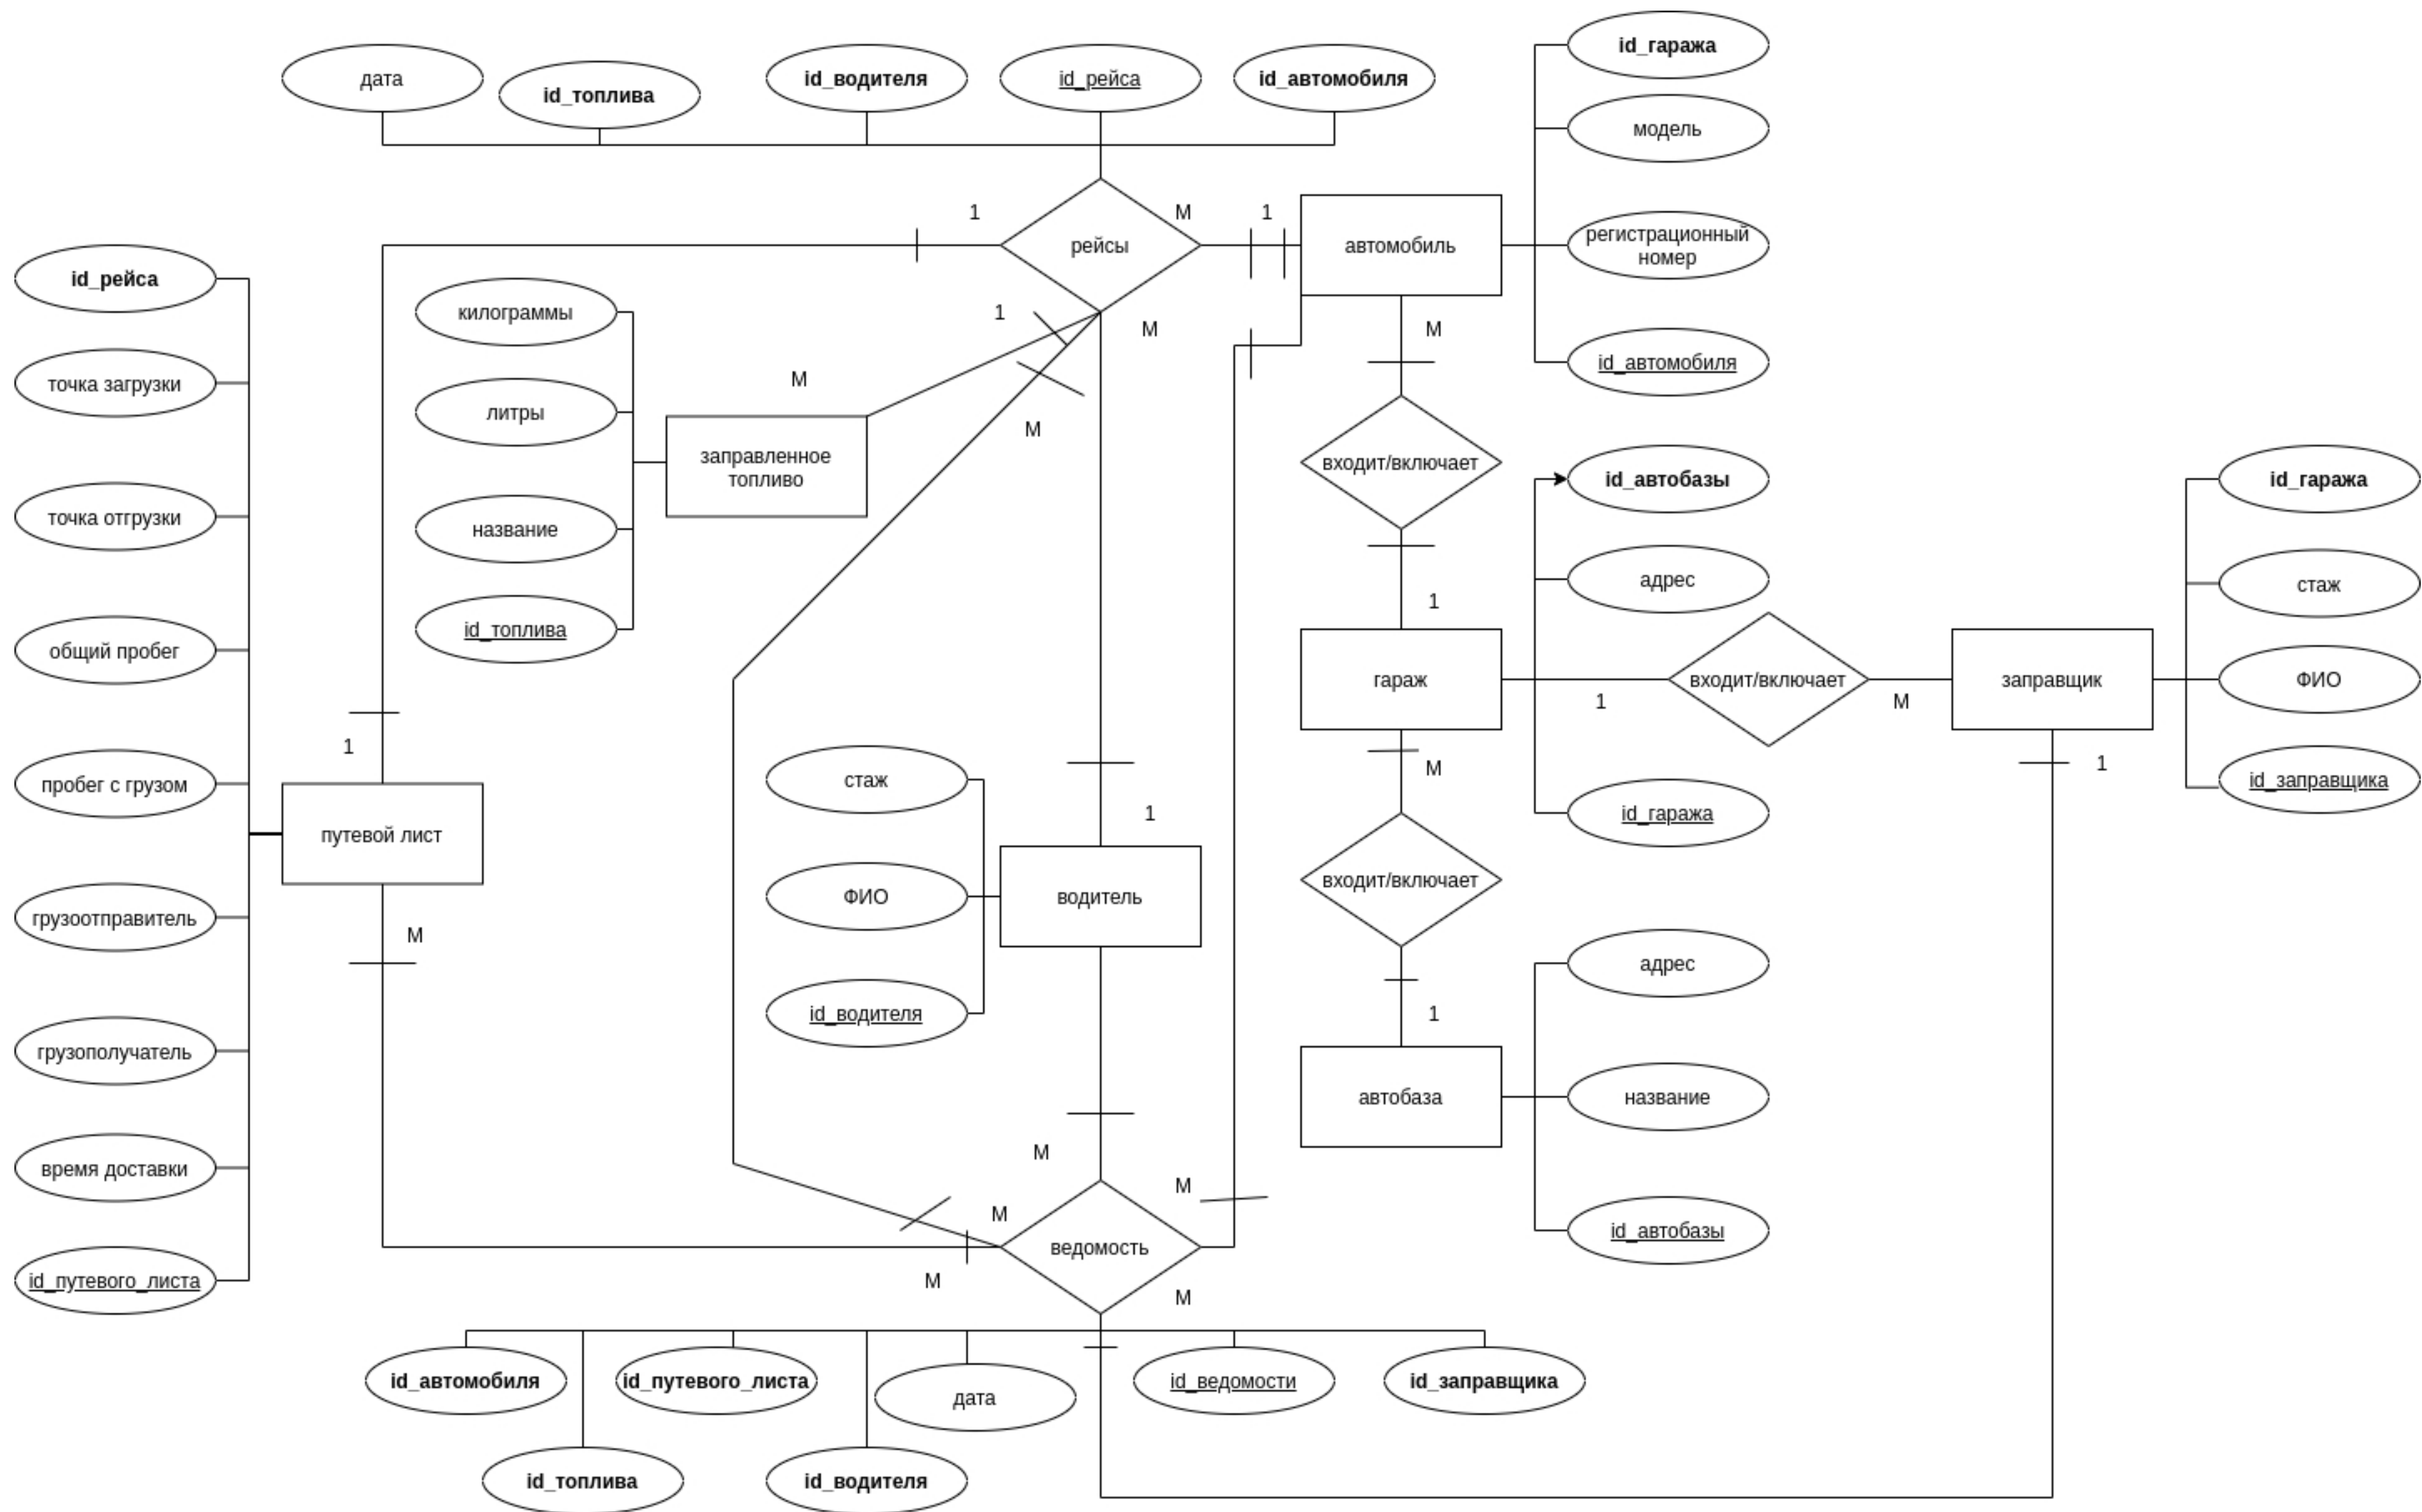 дата
id_топлива
id_водителя
id_рейса
id_автомобиля
id_гаража
модель
регистрационный
номер
id_автомобиля
1
M
1
рейсы
автомобиль
id_рейса
точка загрузки
точка отгрузки
общий пробег
пробег с грузом
грузоотправитель
грузополучатель
время доставки
id_путевого_листа
килограммы
литры
название
id_топлива
1
M
M
M
M
заправленное
топливо
входит/включает
id_автобазы
адрес
id_гаража
1
гараж
1
входит/включает
M
заправщик
id_гаража
стаж
ФИО
id_заправщика
1
1
путевой лист
M
стаж
ФИО
id_водителя
1
водитель
M
входит/включает
1
автобаза
адрес
название
id_автобазы
M
M
M
ведомость
M
M
id_автомобиля
id_путевого_листа
дата
id_ведомости
id_заправщика
id_топлива
id_водителя